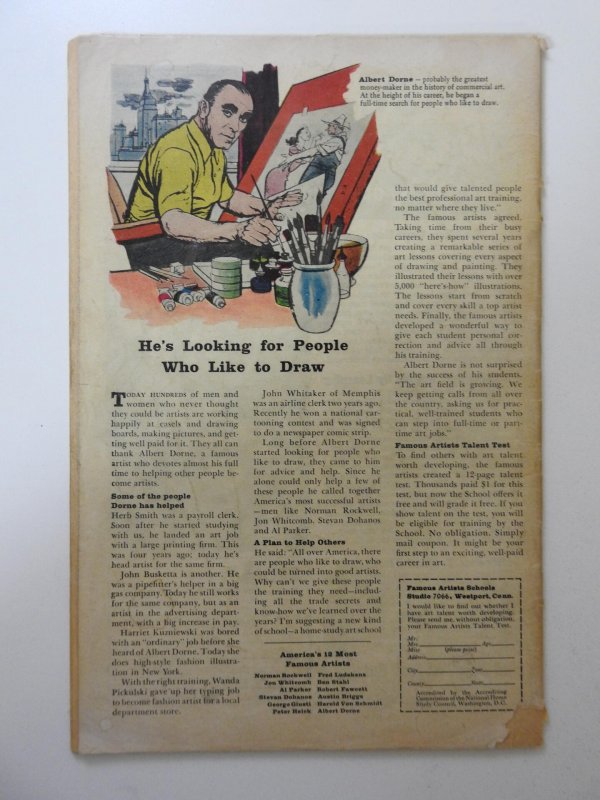 Albert Dorne — probably the greatest
money-maker in the history of commercial art.
At the height of his career, he began a
full-time search for people who like to draw.
He's Looking for People
Who Like to Draw
TODAY HUNDREDS of men and
women who never thought
they could be artists are working
happily at easels and drawing
boards, making pictures, and get-
ting well paid for it. They all can
thank Albert Dorne, a famous
artist who devotes almost his full
time to helping other people be-
come artists.
Some of the people
Dorne has helped
Herb Smith was a payroll clerk.
Soon after he started studying
with us, he landed an art job
with a large printing firm. This
was four years ago; today he's
head artist for the same firm.
John Busketta is another. He
was a pipefitter's helper in a big
gas company. Today he still works
for the same company, but as an
artist in the advertising depart-
ment, with a big increase in pay.
Harriet Kuzniewski was bored
with an "ordinary" job before she
heard of Albert Dorne. Today she
does high-style fashion illustra-
tion in New York.
With the right training, Wanda
Pickulski gave up her typing job
to become fashion artist for a local
department store.
John Whitaker of Memphis
was an airline clerk two years ago.
Recently he won a national car-
tooning contest and was signed
to do a newspaper comic strip.
Long before Albert Dorne
started looking for people who
like to draw, they came to him
for advice and help. Since he
alone could only help a few of
these people he called together
America's most successful artists
—men like Norman Rockwell,
Jon Whitcomb, Stevan Dohanos
and Al Parker.
A Plan to Help Others
He said: "All over America, there
are people who like to draw, who
could be turned into good artists.
Why can't we give these people
the training they need—includ-
ing all the trade secrets and
know-how we've learned over the
years? I'm suggesting a new kind
of school—a home-study art school
America's 12 Most
Famous Artists
Norman Rockwell Fred Ludekens
Jon Whitcomb Ben Stahl
Al Parker Robert Fawcett
Stevan Dohanos Austin Briggs
George Giusti Harold Von Schmidt
Peter Helck Albert Dorne
that would give talented people
the best professional art training,
no matter where they live."
The famous artists agreed.
Taking time from their busy
careers, they spent several years
creating a remarkable series of
art lessons covering every aspect
of drawing and painting. They
illustrated their lessons with over
5,000 "here's-how" illustrations.
The lessons start from scratch
and cover every skill a top artist
needs. Finally, the famous artists
developed a wonderful way to
give each student personal cor-
rection and advice all through
his training.
Albert Dorne is not surprised
by the success of his students.
"The art field is growing. We
keep getting calls from all over
the country, asking us for prac-
tical, well-trained students who
can step into full-time or part-
time art jobs."
Famous Artists Talent Test
To find others with art talent
worth developing, the famous
artists created a 12-page talent
test. Thousands paid $1 for this
test, but now the School offers it
free and will grade it free. If you
show talent on the test, you will
be eligible for training by the
School. No obligation. Simply
mail coupon. It might be your
first step to an exciting, well-paid
career in art.
Famous Artists Schools
Studio 7066, Westport, Conn.
I would like to find out whether I
have art talent worth developing.
Please send me, without obligation,
your Famous Artists Talent Test.
Mr.
Mrs. Age
Miss (please print)
Address
City Zone
County State
Accredited by the Accrediting
Commission of the National Home
Study Council, Washington, D.C.